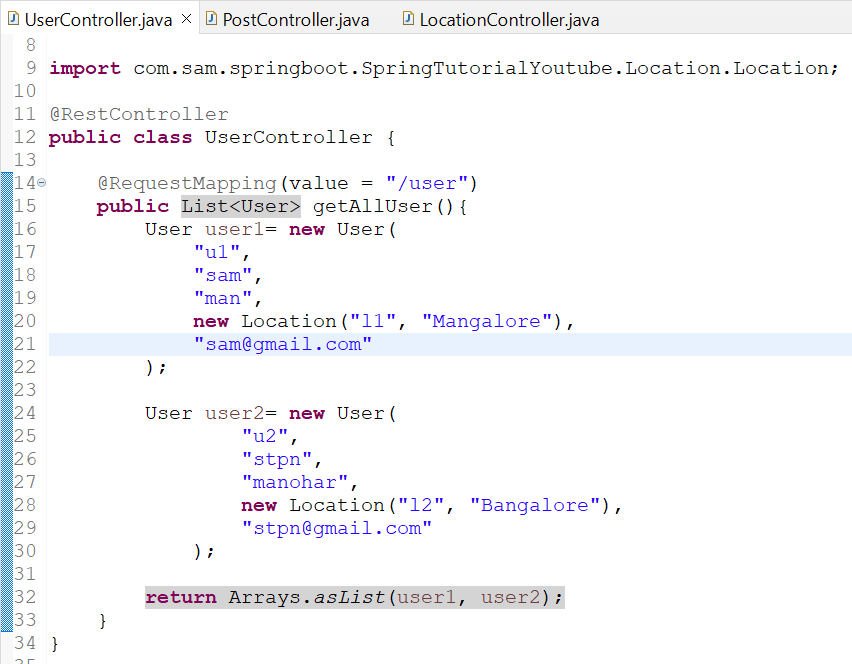 UserController.java PostController.java LocationController.java
8
9 import com.sam.springboot.SpringTutorialYoutube.Location.Location;
10
11 @RestController
12 public class UserController {
13
14 @RequestMapping(value = "/user")
15 public List<User> getAllUser(){
16 User user1= new User(
17 "u1",
18 "sam",
19 "man",
20 new Location("l1", "Mangalore"),
21 "sam@gmail.com"
22 );
23
24 User user2= new User(
25 "u2",
26 "stpn",
27 "manohar",
28 new Location("l2", "Bangalore"),
29 "stpn@gmail.com"
30 );
31
32 return Arrays.asList(user1, user2);
33 }
34 }
35